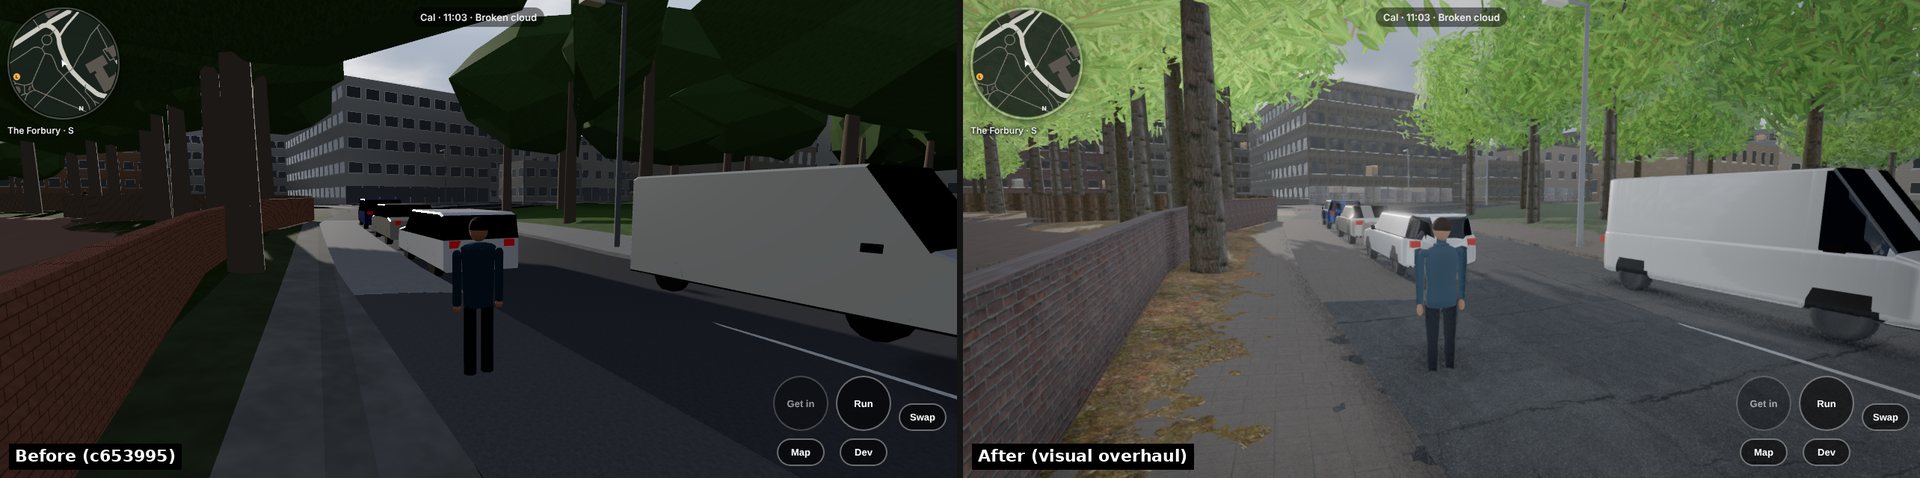 Cal · 11:03 · Broken cloud
N
The Forbury · S
Get in
Run
Swap
Map
Dev
Before (c653995)
Cal · 11:03 · Broken cloud
N
The Forbury · S
Get in
Run
Swap
Map
Dev
After (visual overhaul)